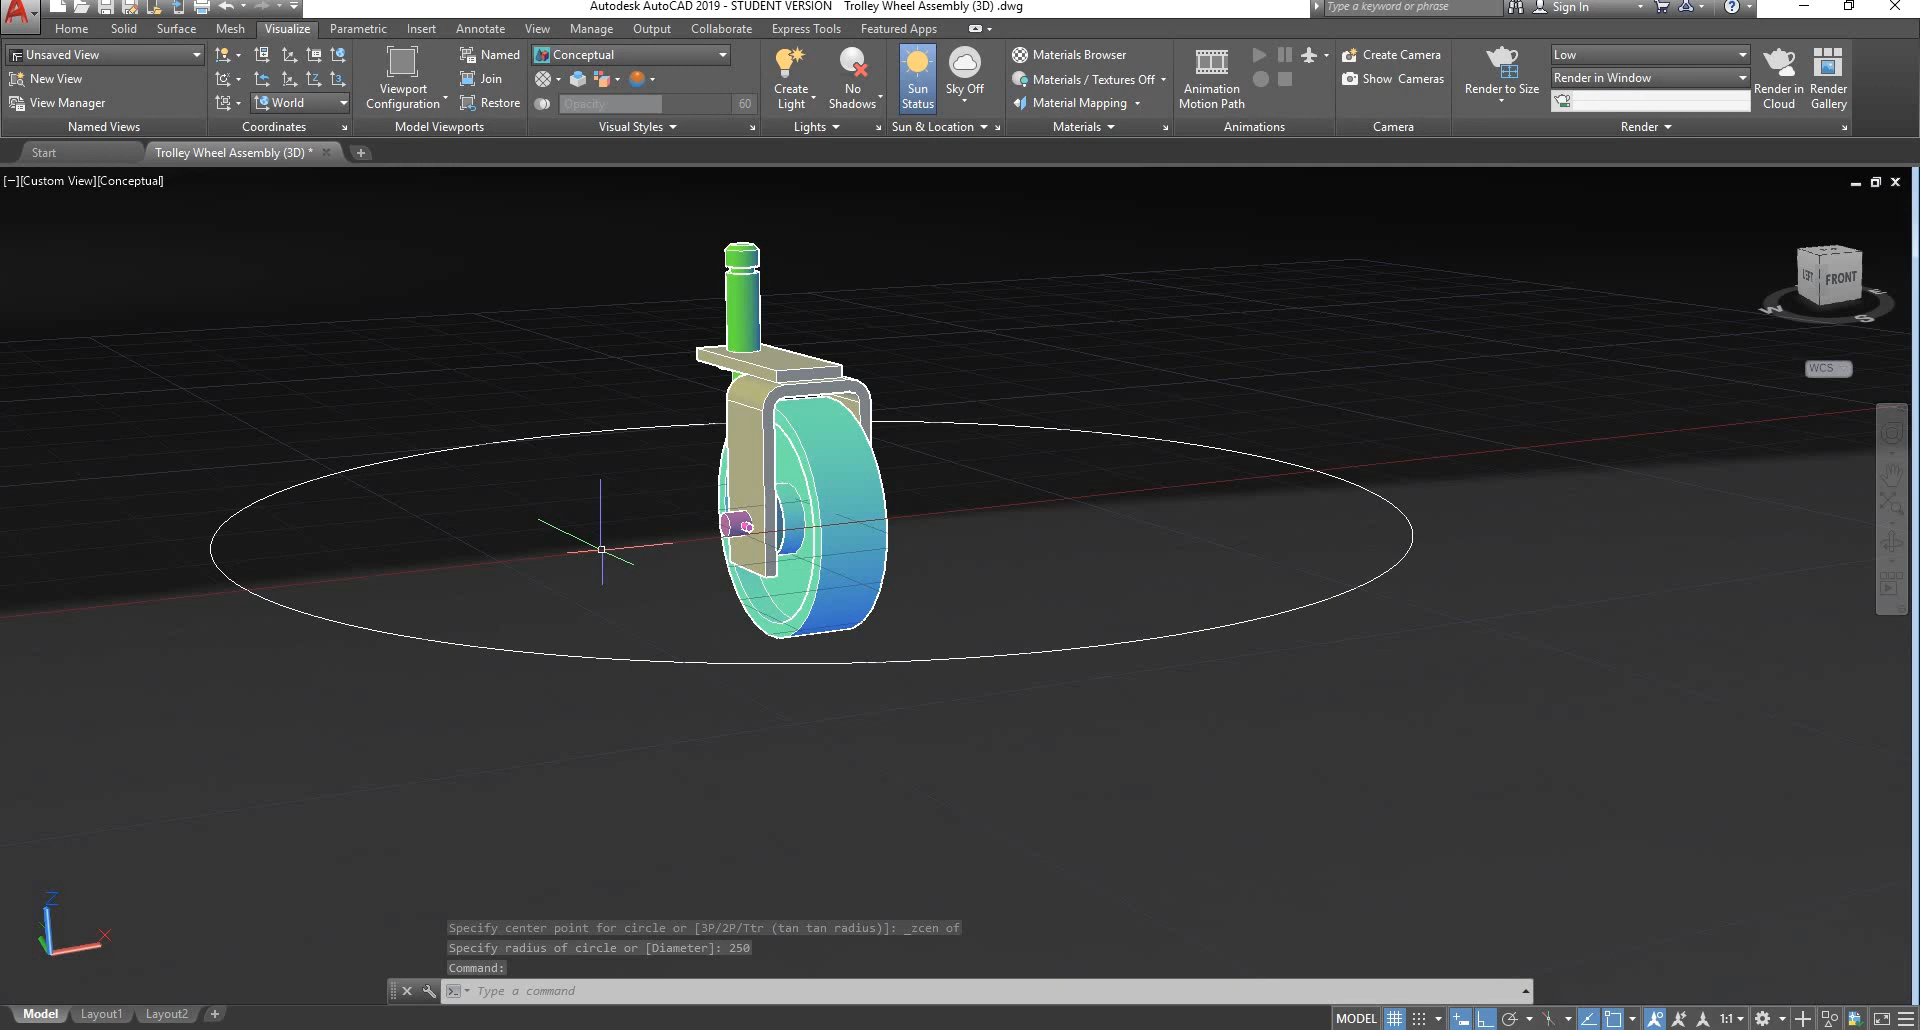 Autodesk AutoCAD 2019 - STUDENT VERSION Trolley Wheel Assembly (3D) .dwg
Type a keyword or phrase
Sign In
Home Solid Surface Mesh Visualize Parametric Insert Annotate View Manage Output Collaborate Express Tools Featured Apps
Unsaved View
New View
View Manager
Named Views
World
Coordinates
Viewport
Configuration
Named
Join
Restore
Model Viewports
Conceptual
Opacity 60
Visual Styles
Create
Light
No
Shadows
Lights
Sun
Status
Sky Off
Sun & Location
Materials Browser
Materials / Textures Off
Material Mapping
Materials
Animation
Motion Path
Animations
Create Camera
Show Cameras
Camera
Render to Size
Low
Render in Window
Render in
Cloud
Render
Gallery
Render
Start
Trolley Wheel Assembly (3D) *
[−][Custom View][Conceptual]
LEFT FRONT
W S E
WCS
Z
X
Specify center point for circle or [3P/2P/Ttr (tan tan radius)]: _zcen of
Specify radius of circle or [Diameter]: 250
Command:
Type a command
Model Layout1 Layout2
MODEL
1:1